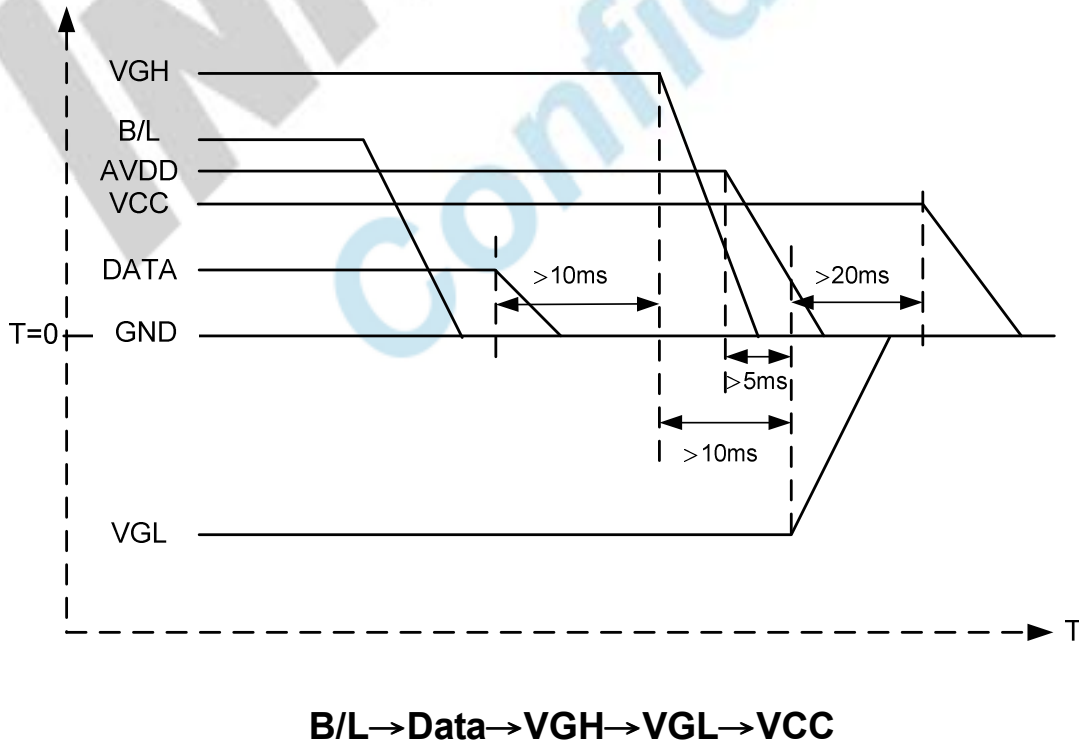 VGH
B/L
AVDD
VCC
DATA
>10ms
>20ms
T=0
GND
>5ms
>10ms
VGL
T
B/L→Data→VGH→VGL→VCC